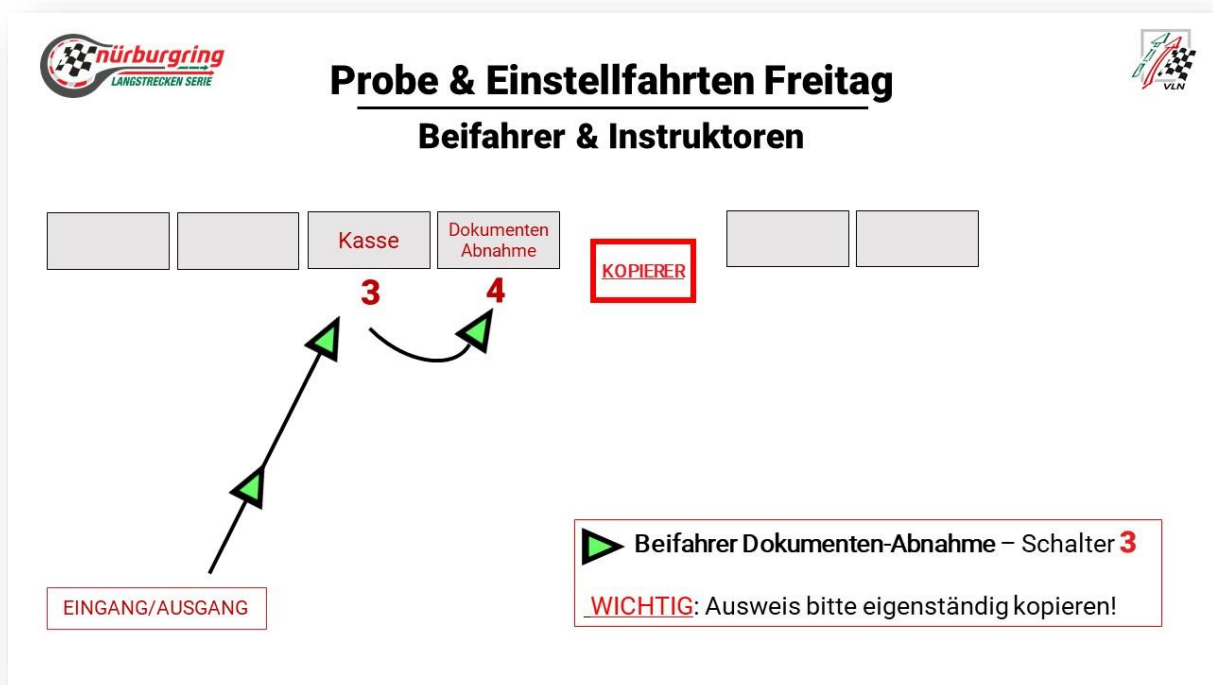 nürburgring
LANGSTRECKEN SERIE
VLN
Probe & Einstellfahrten Freitag
Beifahrer & Instruktoren
Kasse
Dokumenten
Abnahme
KOPIERER
3
4
Beifahrer Dokumenten-Abnahme – Schalter 3
WICHTIG: Ausweis bitte eigenständig kopieren!
EINGANG/AUSGANG